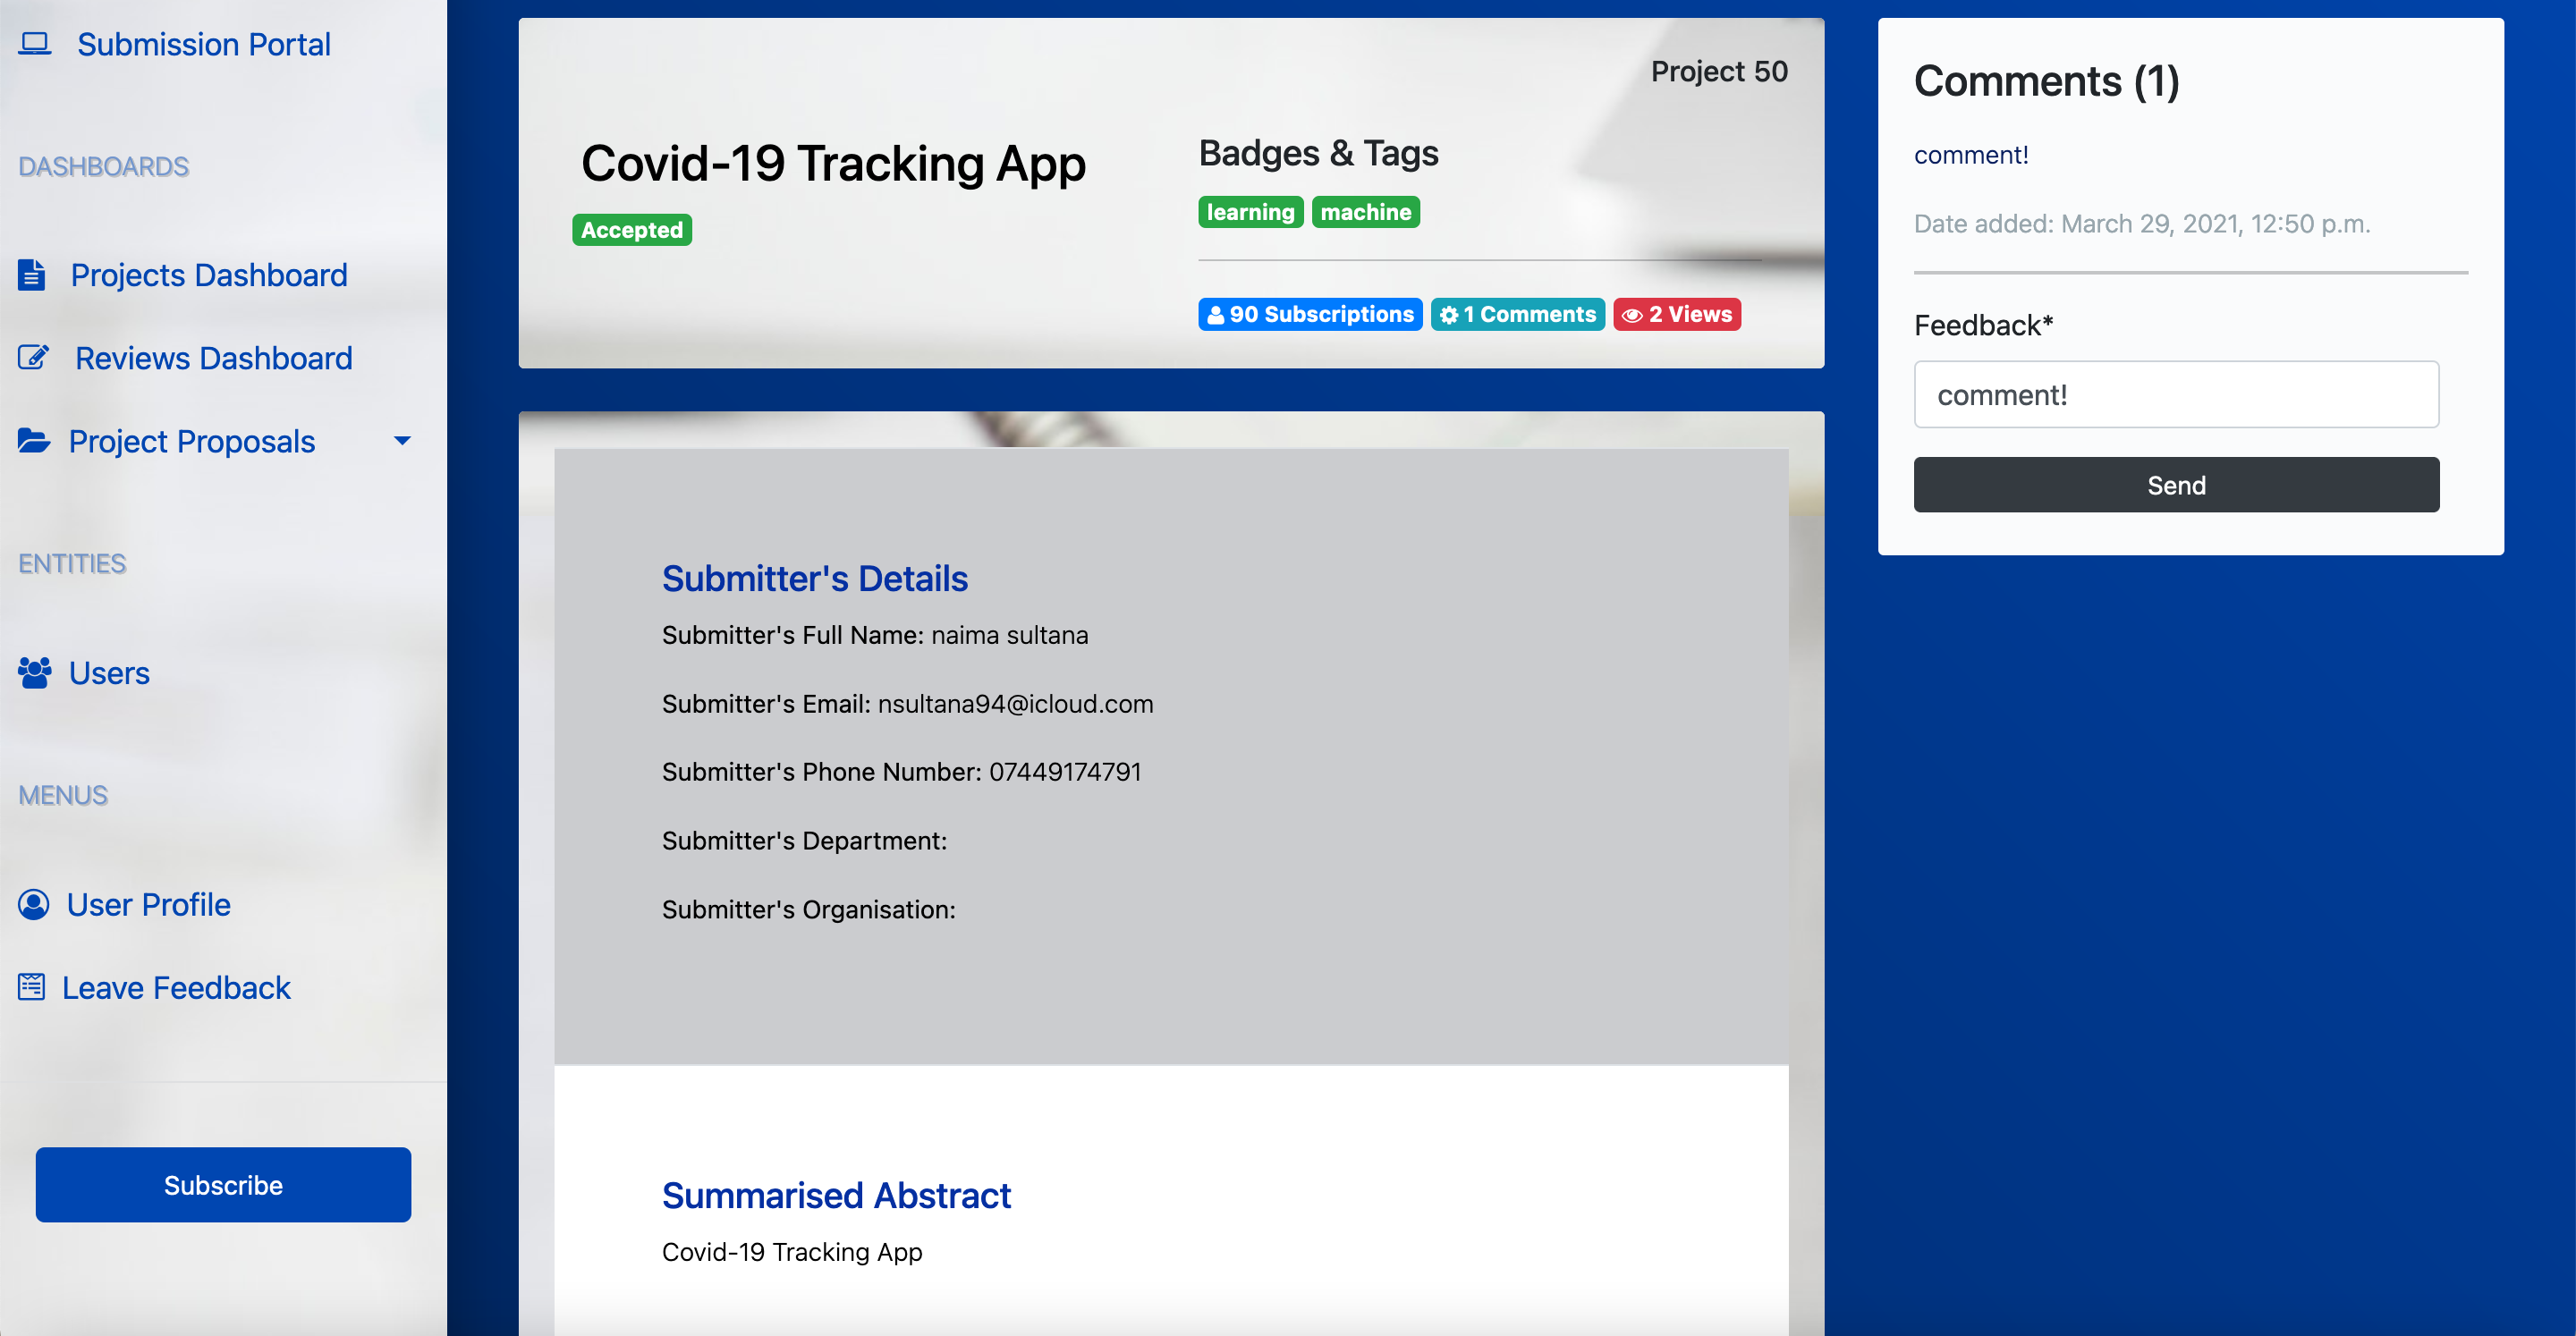 Submission Portal
DASHBOARDS
Projects Dashboard
Reviews Dashboard
Project Proposals
ENTITIES
Users
MENUS
User Profile
Leave Feedback
Subscribe
Project 50
Covid-19 Tracking App
Accepted
Badges & Tags
learning machine
90 Subscriptions 1 Comments 2 Views
Submitter's Details
Submitter's Full Name: naima sultana
Submitter's Email: nsultana94@icloud.com
Submitter's Phone Number: 07449174791
Submitter's Department:
Submitter's Organisation:
Summarised Abstract
Covid-19 Tracking App
Comments (1)
comment!
Date added: March 29, 2021, 12:50 p.m.
Feedback*
comment!
Send